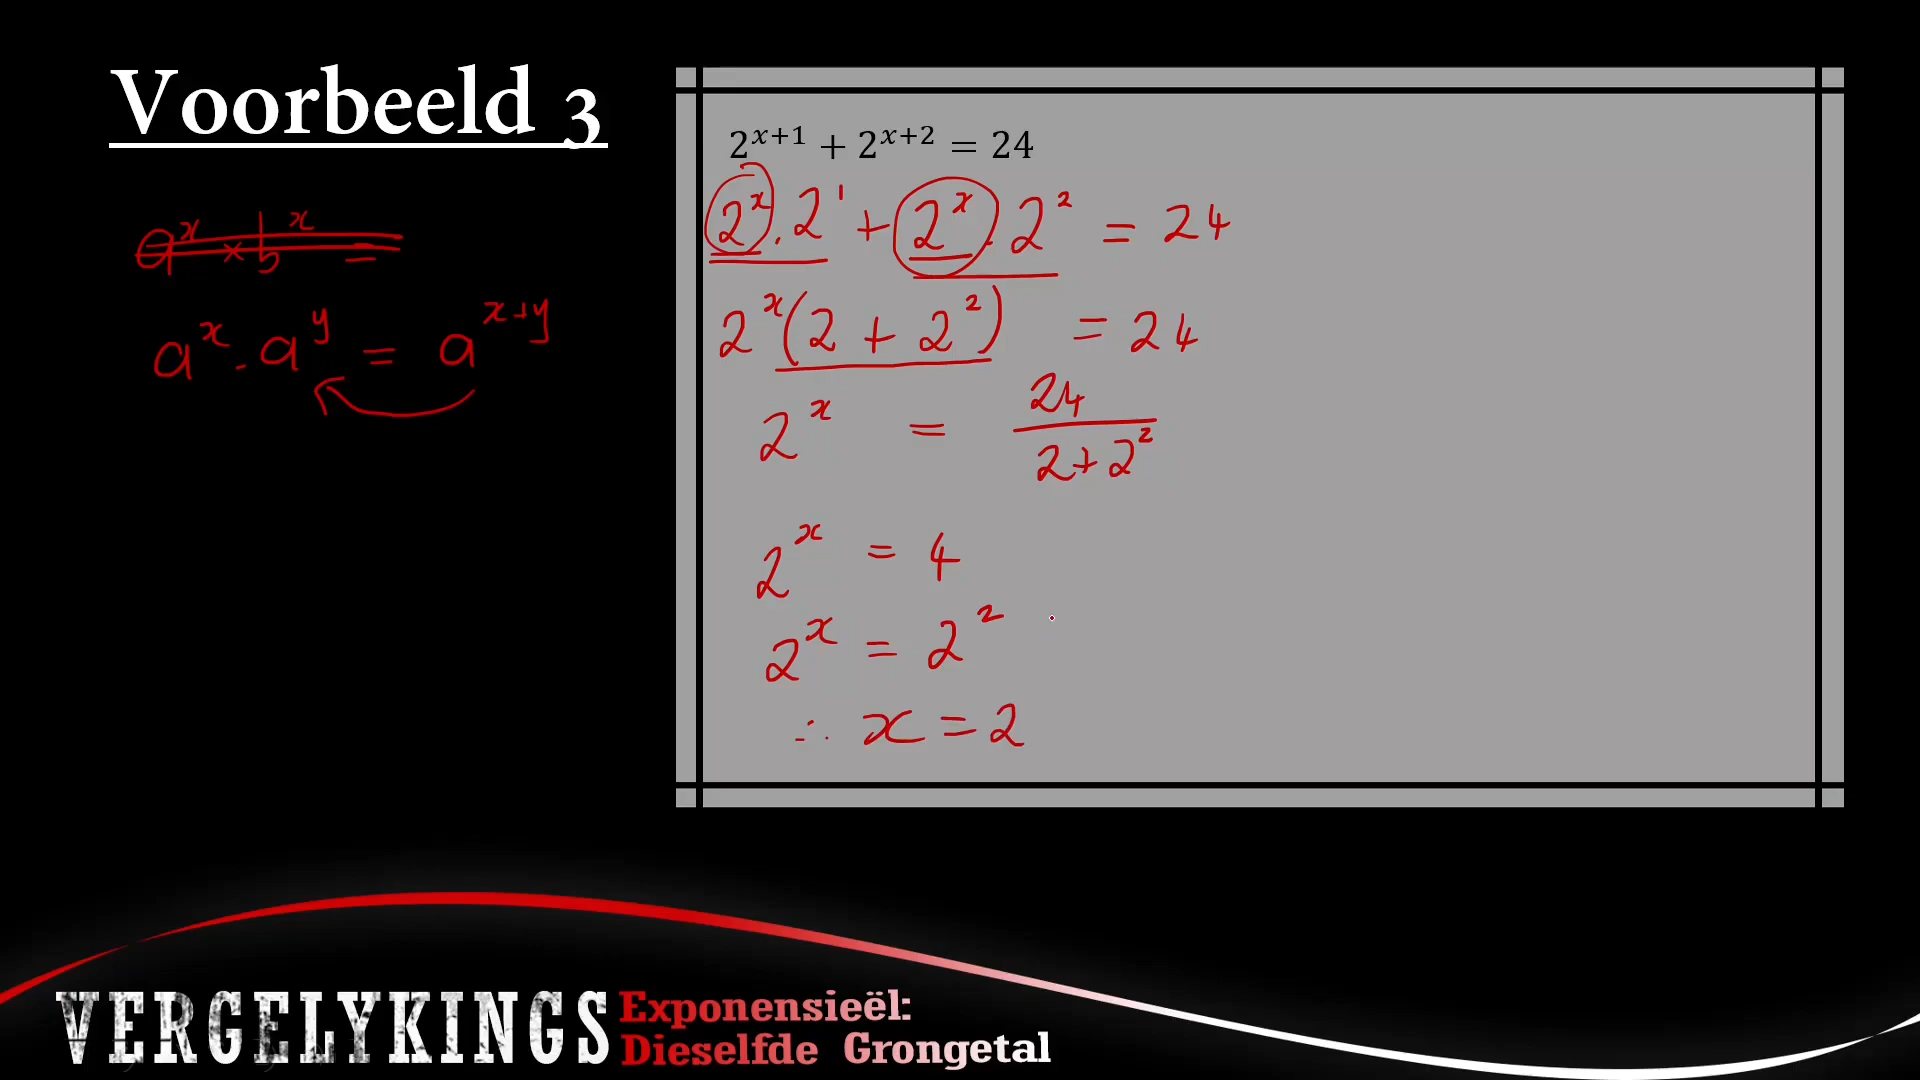 Voorbeeld 3
a^x × b^x =
a^x . a^y = a^{x+y}
2^{x+1} + 2^{x+2} = 24
2^x . 2^1 + 2^x . 2^2 = 24
2^x (2 + 2^2) = 24
2^x = \frac{24}{2+2^2}
2^x = 4
2^x = 2^2
∴ x = 2
VERGELYKINGS
Exponensieël:
Dieselfde Grongetal